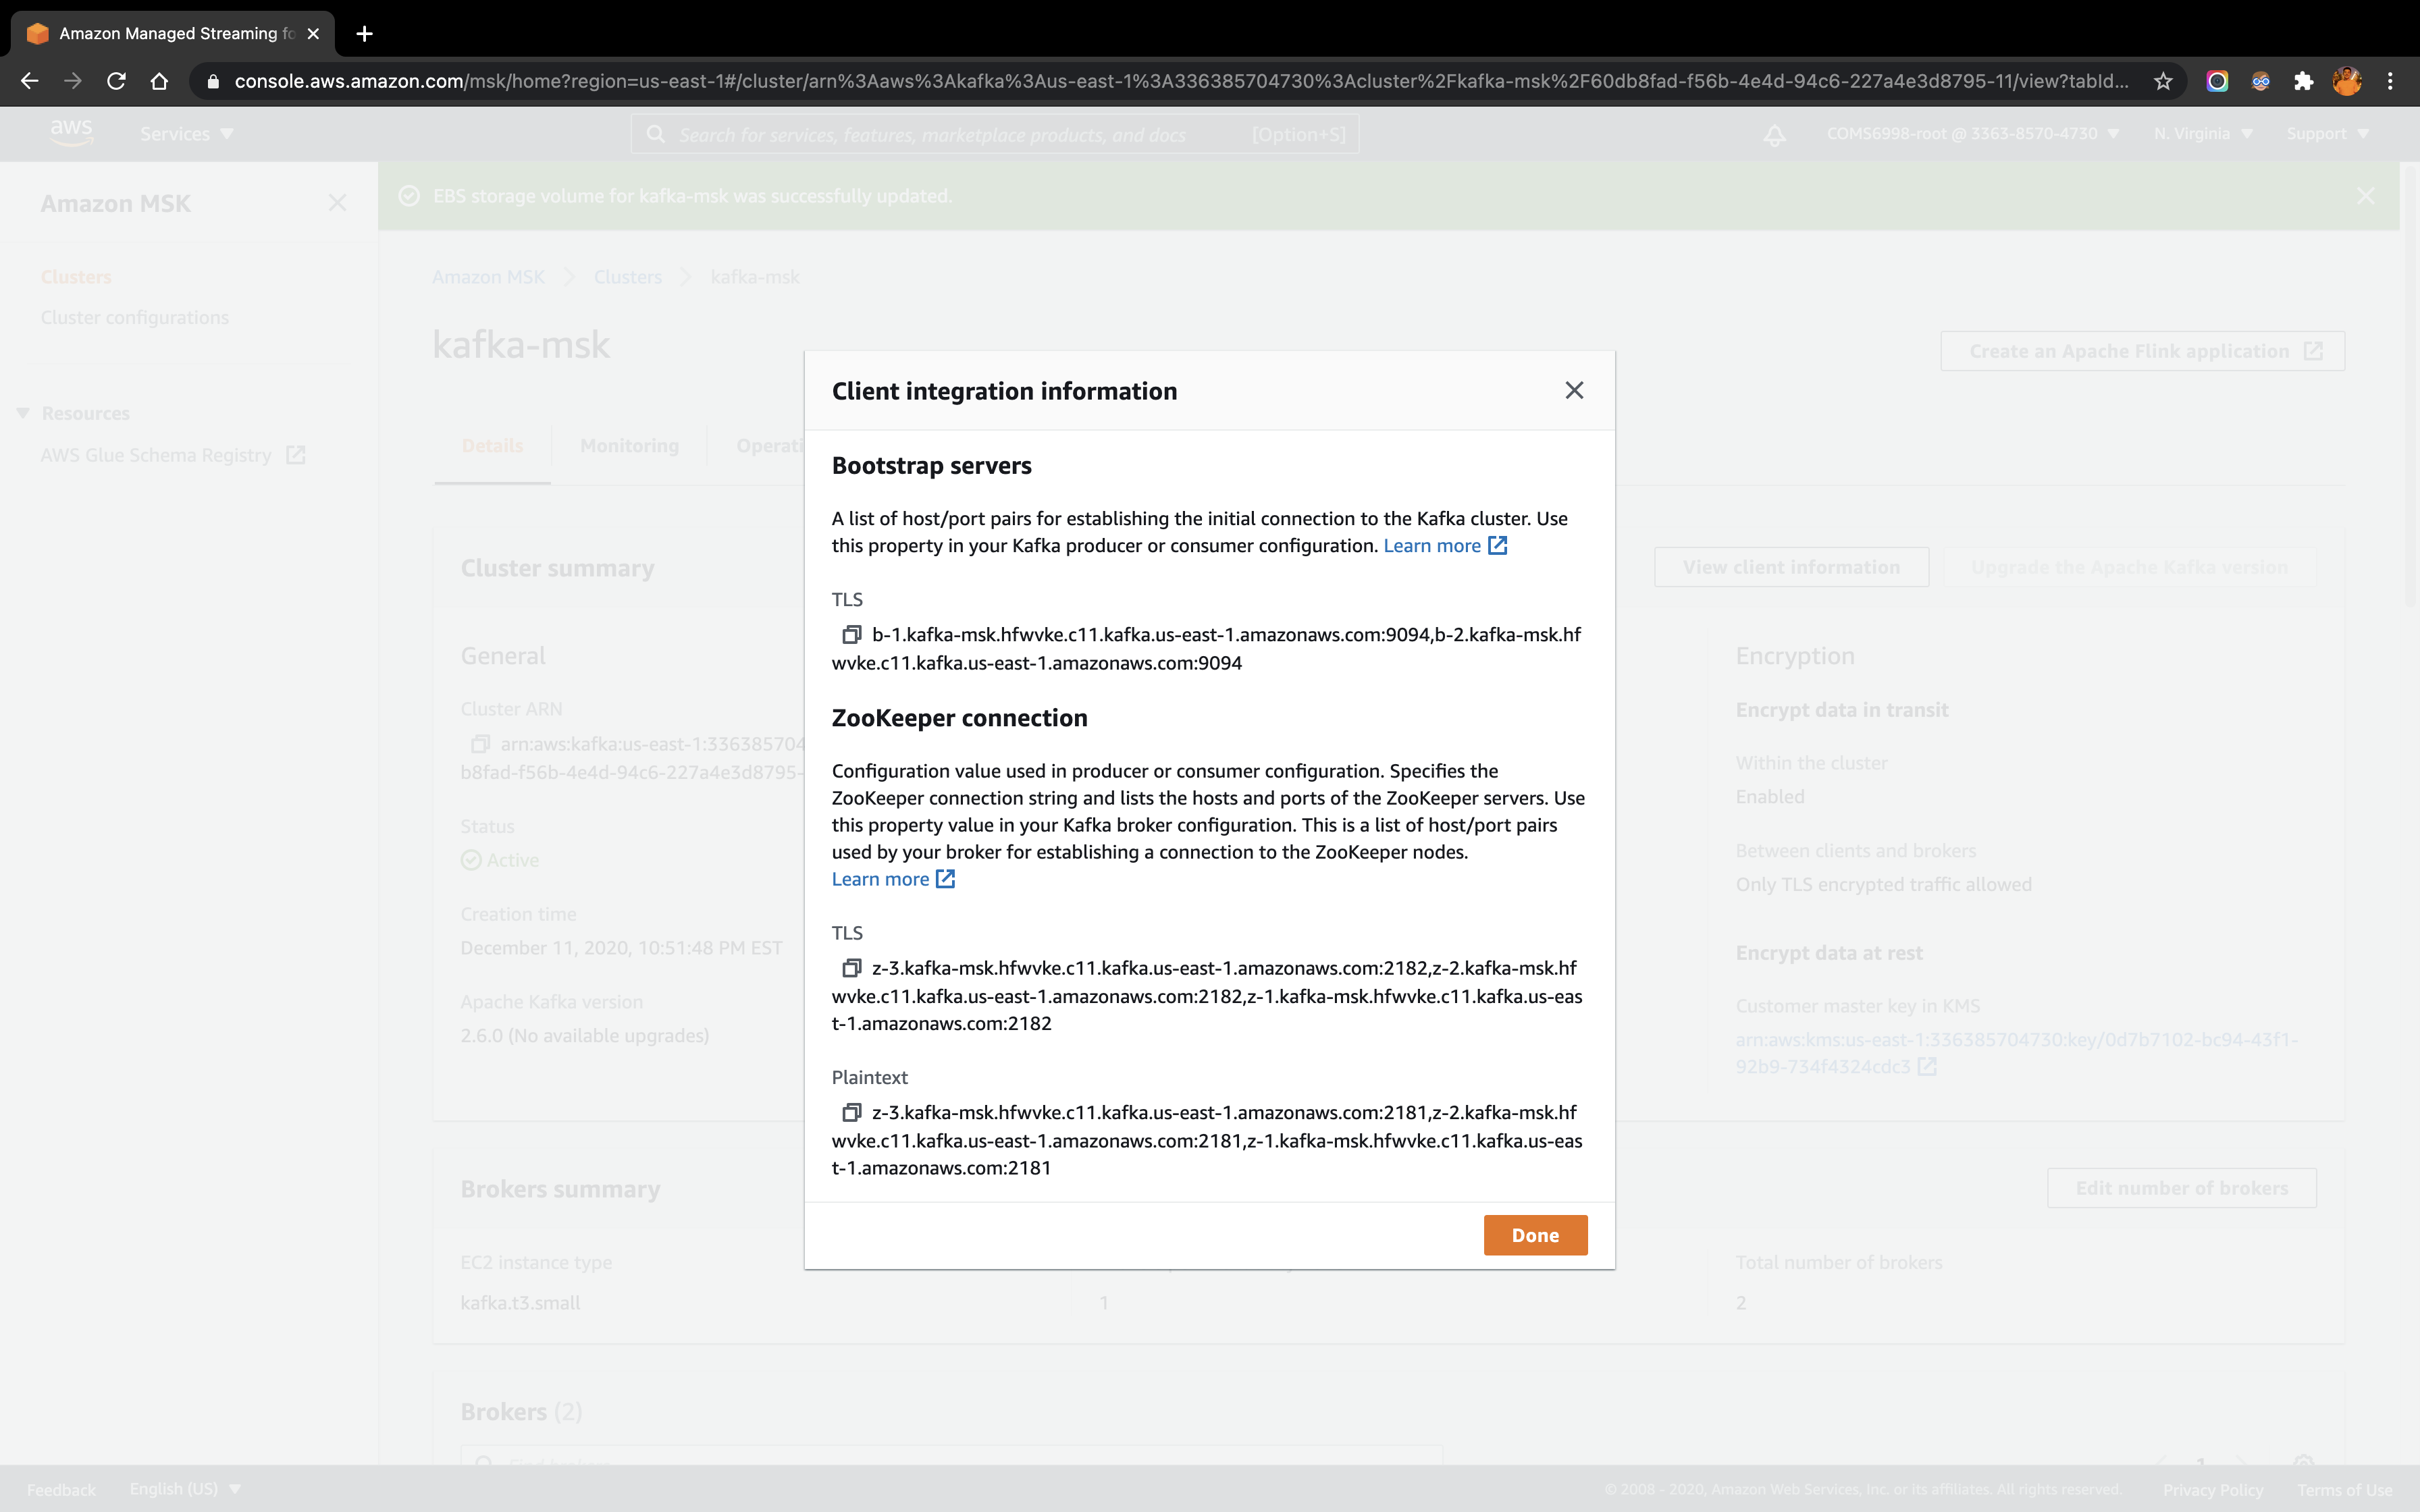 Amazon Managed Streaming fo
console.aws.amazon.com/msk/home?region=us-east-1#/cluster/arn%3Aaws%3Akafka%3Aus-east-1%3A336385704730%3Acluster%2Fkafka-msk%2F60db8fad-f56b-4e4d-94c6-227a4e3d8795-11/view?tabId...
aws
Services
Search for services, features, marketplace products, and docs
[Option+S]
COMS6998-root @ 3363-8570-4730
N. Virginia
Support
Amazon MSK
EBS storage volume for kafka-msk was successfully updated.
Clusters
Cluster configurations
Resources
AWS Glue Schema Registry
Amazon MSK
Clusters
kafka-msk
kafka-msk
Create an Apache Flink application
Details
Monitoring
Operati
Cluster summary
View client information
Upgrade the Apache Kafka version
General
Cluster ARN
arn:aws:kafka:us-east-1:336385704
b8fad-f56b-4e4d-94c6-227a4e3d8795-
Status
Active
Creation time
December 11, 2020, 10:51:48 PM EST
Apache Kafka version
2.6.0 (No available upgrades)
Client integration information
Bootstrap servers
A list of host/port pairs for establishing the initial connection to the Kafka cluster. Use
this property in your Kafka producer or consumer configuration. Learn more
TLS
b-1.kafka-msk.hfwvke.c11.kafka.us-east-1.amazonaws.com:9094,b-2.kafka-msk.hf
wvke.c11.kafka.us-east-1.amazonaws.com:9094
ZooKeeper connection
Configuration value used in producer or consumer configuration. Specifies the
ZooKeeper connection string and lists the hosts and ports of the ZooKeeper servers. Use
this property value in your Kafka broker configuration. This is a list of host/port pairs
used by your broker for establishing a connection to the ZooKeeper nodes.
Learn more
TLS
z-3.kafka-msk.hfwvke.c11.kafka.us-east-1.amazonaws.com:2182,z-2.kafka-msk.hf
wvke.c11.kafka.us-east-1.amazonaws.com:2182,z-1.kafka-msk.hfwvke.c11.kafka.us-eas
t-1.amazonaws.com:2182
Plaintext
z-3.kafka-msk.hfwvke.c11.kafka.us-east-1.amazonaws.com:2181,z-2.kafka-msk.hf
wvke.c11.kafka.us-east-1.amazonaws.com:2181,z-1.kafka-msk.hfwvke.c11.kafka.us-eas
t-1.amazonaws.com:2181
Done
Encryption
Encrypt data in transit
Within the cluster
Enabled
Between clients and brokers
Only TLS encrypted traffic allowed
Encrypt data at rest
Customer master key in KMS
arn:aws:kms:us-east-1:336385704730:key/0d7b7102-bc94-43f1-
92b9-734f4324cdc3
Brokers summary
Edit number of brokers
EC2 instance type
kafka.t3.small
1
Total number of brokers
2
Brokers (2)
1
Feedback
English (US)
© 2008 - 2020, Amazon Web Services, Inc. or its affiliates. All rights reserved.
Privacy Policy
Terms of Use